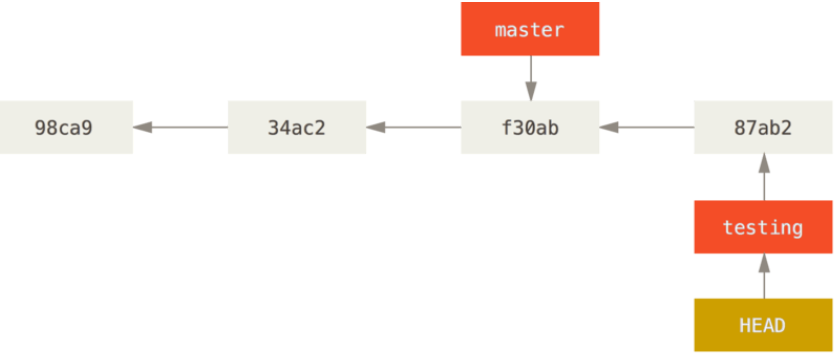 master
98ca9
34ac2
f30ab
87ab2
testing
HEAD